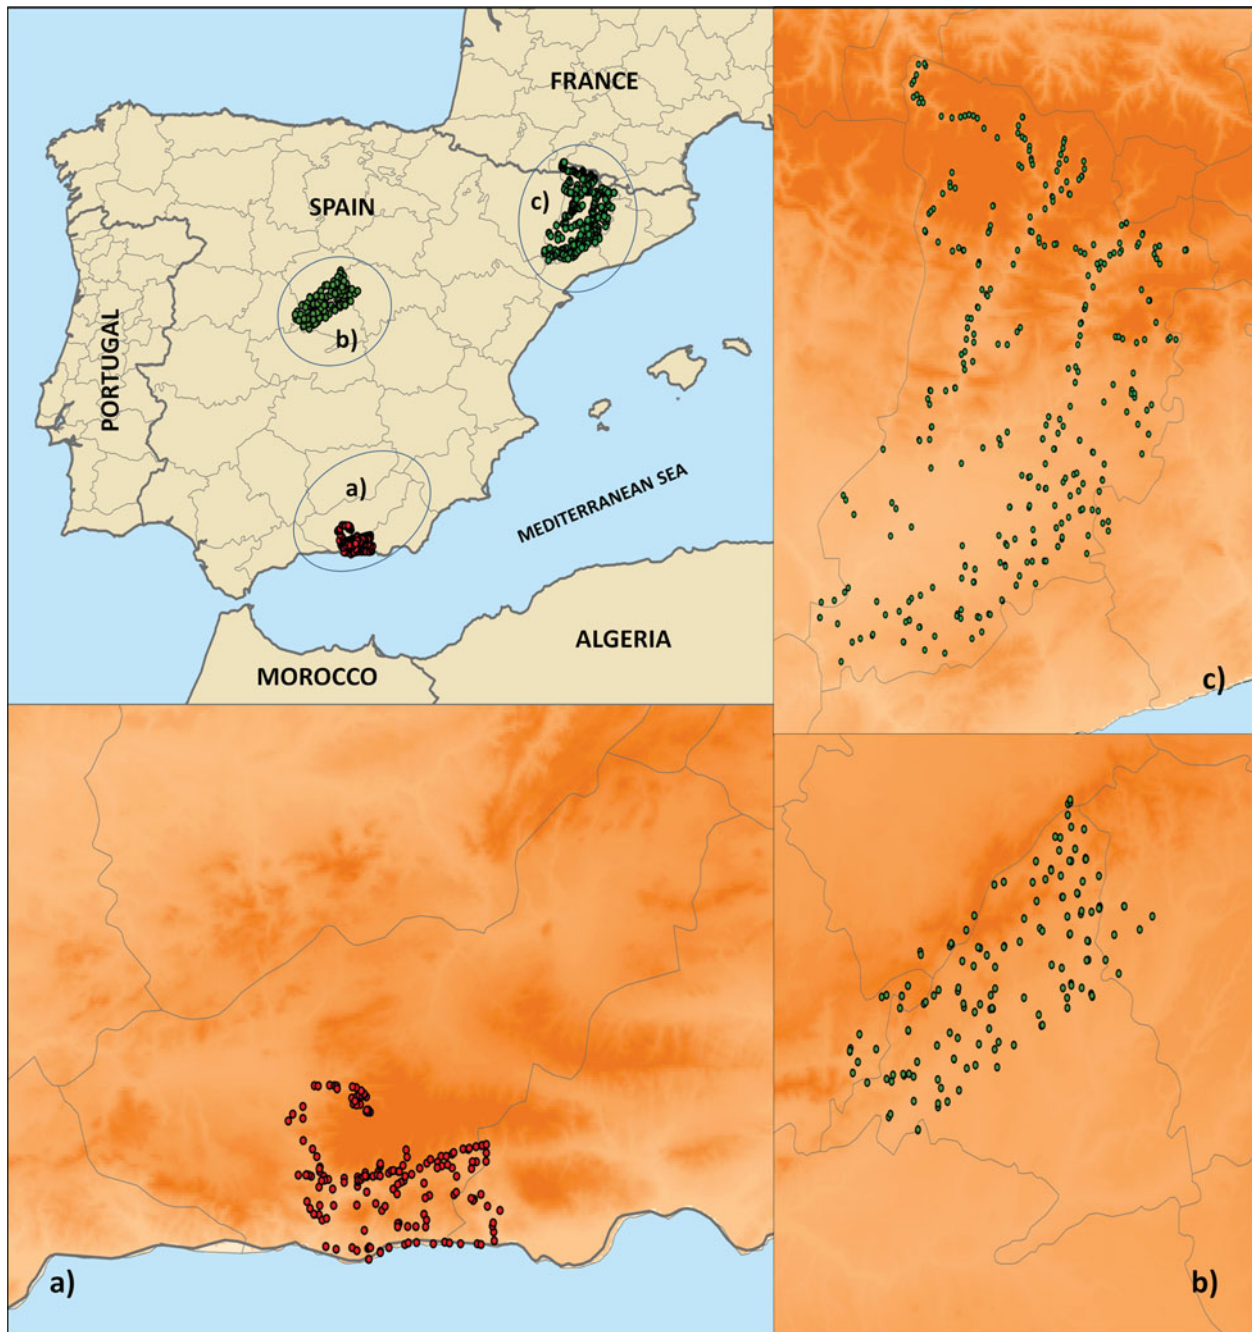 FRANCE
c)
SPAIN
b)
PORTUGAL
a)
MEDITERRANEAN SEA
ALGERIA
MOROCCO
c)
a)
b)